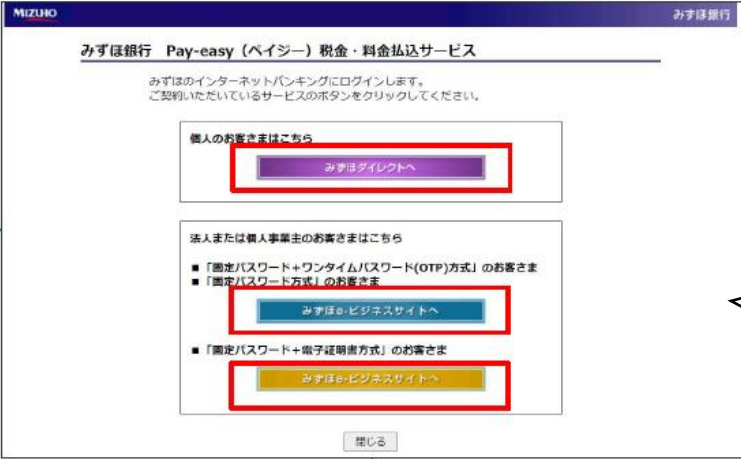 MIZUHO
みずほ銀行
みずほ銀行 Pay-easy（ペイジー）税金・料金払込サービス
みずほのインターネットバンキングにログインします。
ご契約いただいているサービスのボタンをクリックしてください。
個人のお客さまはこちら
みずほダイレクトへ
法人または個人事業主のお客さまはこちら
■「固定パスワード+ワンタイムパスワード(OTP)方式」のお客さま
■「固定パスワード方式」のお客さま
みずほe-ビジネスサイトへ
■「固定パスワード+電子証明書方式」のお客さま
みずほe-ビジネスサイトへ
閉じる